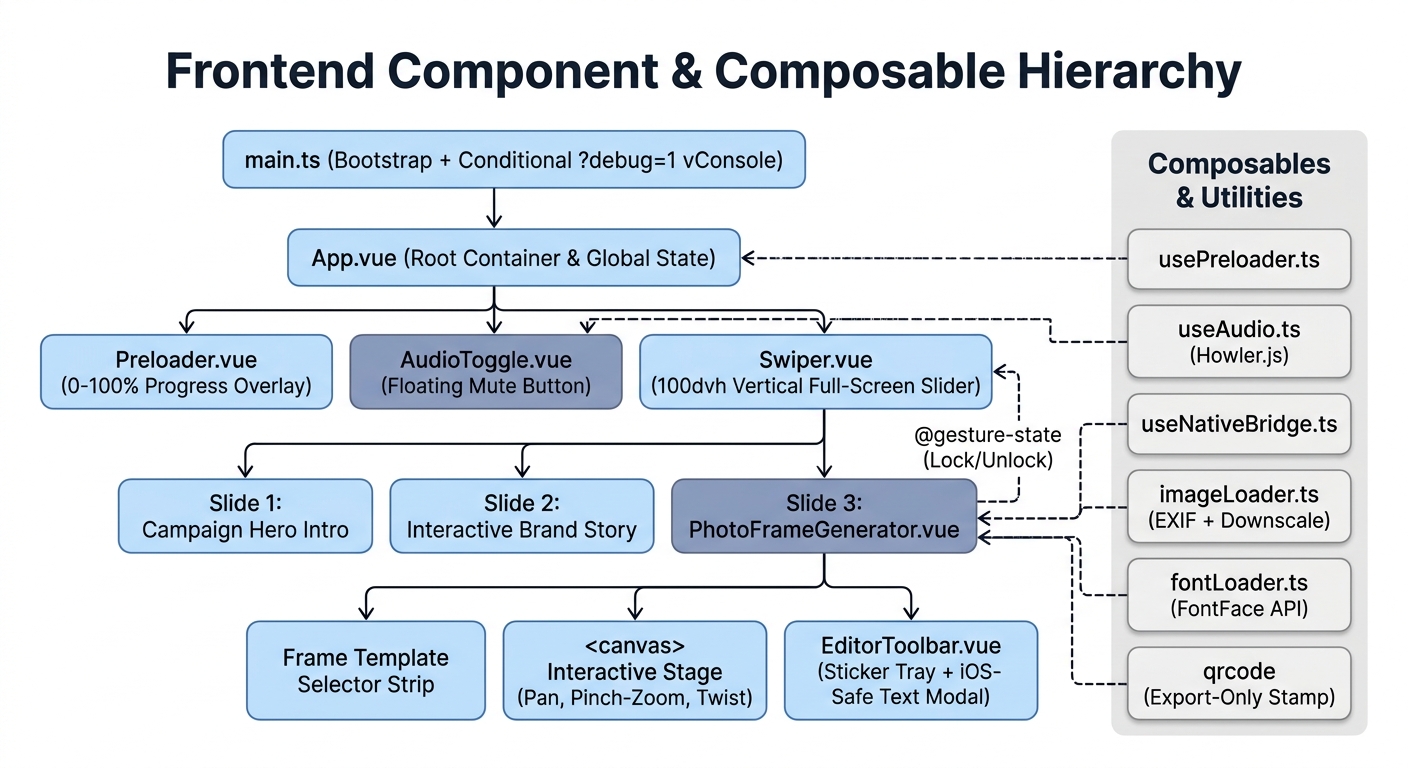 Frontend Component & Composable Hierarchy
main.ts (Bootstrap + Conditional ?debug=1 vConsole)
App.vue (Root Container & Global State)
Preloader.vue
(0-100% Progress Overlay)
AudioToggle.vue
(Floating Mute Button)
Swiper.vue
(100dvh Vertical Full-Screen Slider)
@gesture-state
(Lock/Unlock)
Slide 1:
Campaign Hero Intro
Slide 2:
Interactive Brand Story
Slide 3:
PhotoFrameGenerator.vue
Frame Template
Selector Strip
<canvas>
Interactive Stage
(Pan, Pinch-Zoom, Twist)
EditorToolbar.vue
(Sticker Tray + iOS-
Safe Text Modal)
Composables
& Utilities
usePreloader.ts
useAudio.ts
(Howler.js)
useNativeBridge.ts
imageLoader.ts
(EXIF + Downscale)
fontLoader.ts
(FontFace API)
qrcode
(Export-Only Stamp)